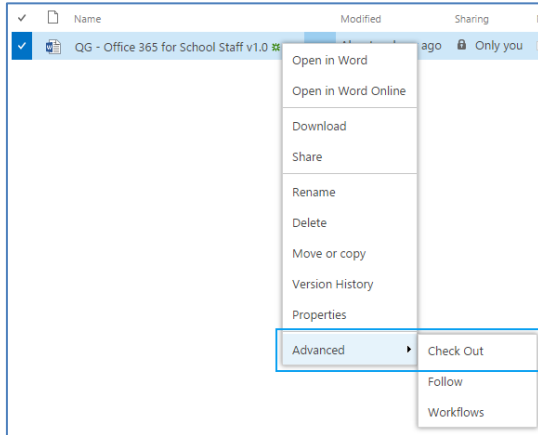 Name Modified Sharing
QG - Office 365 for School Staff v1.0 ago Only you
Open in Word
Open in Word Online
Download
Share
Rename
Delete
Move or copy
Version History
Properties
Advanced Check Out
Follow
Workflows